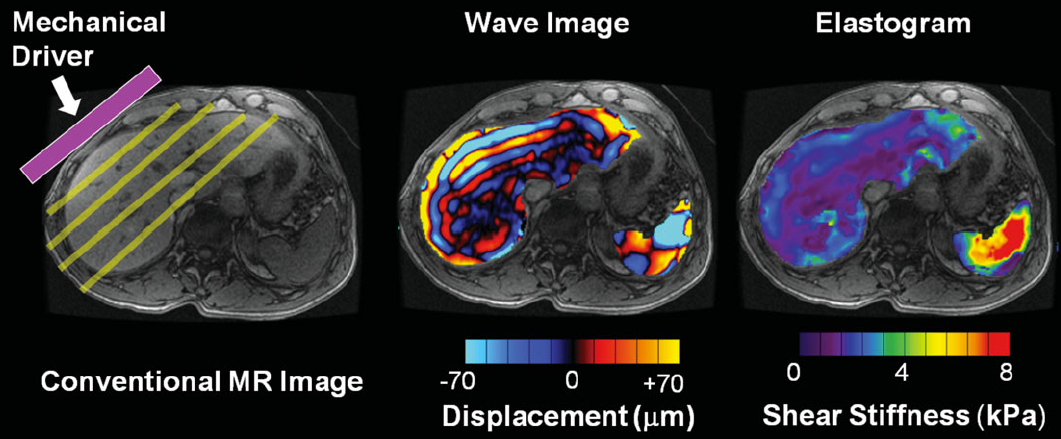 Mechanical
Driver
Wave Image
Elastogram
Conventional MR Image
-70
0
+70
Displacement (μm)
0
4
8
Shear Stiffness (kPa)